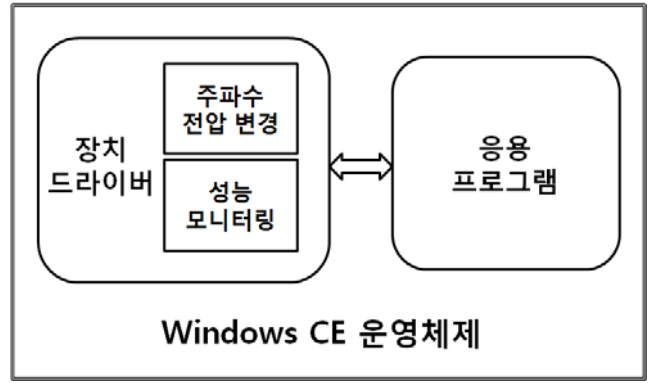 장치
드라이버
주파수
전압 변경
성능
모니터링
응용
프로그램
Windows CE 운영체제